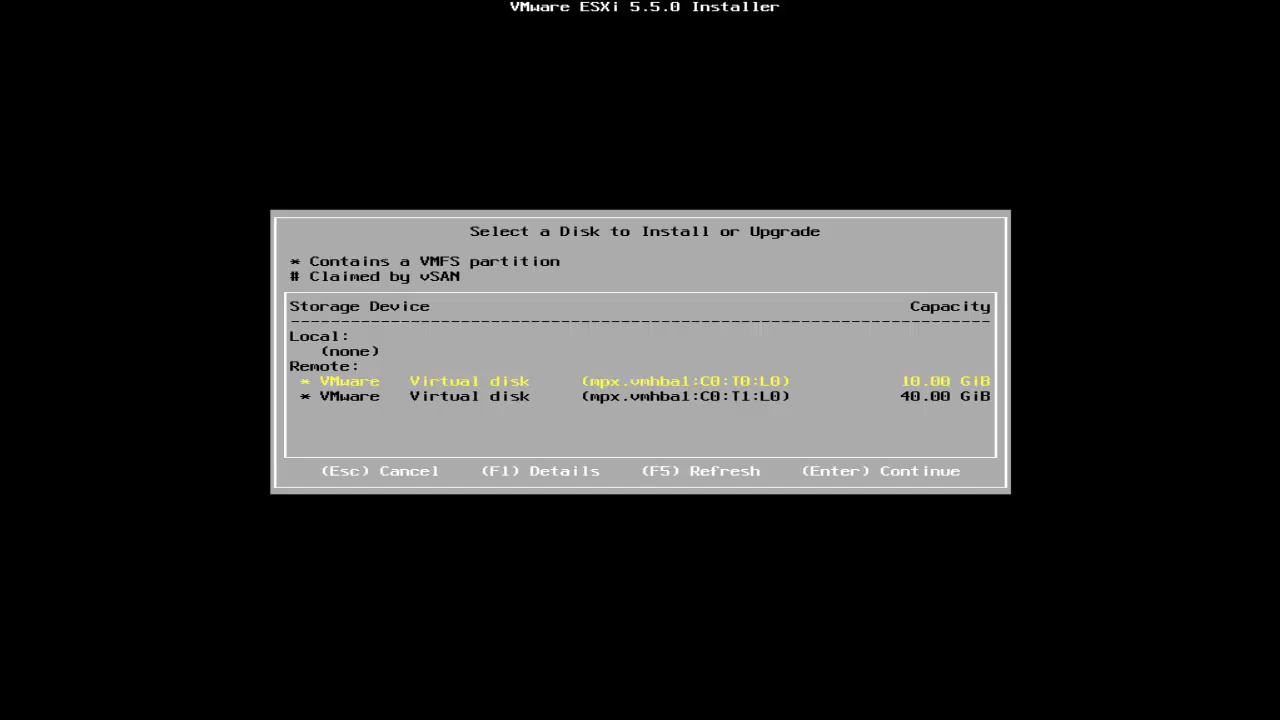 VMware ESXi 5.5.0 Installer
Select a Disk to Install or Upgrade
* Contains a VMFS partition
# Claimed by vSAN
Storage Device Capacity
----------------------------------------------------------------------
Local:
(none)
Remote:
* VMware Virtual disk (mpx.vmhba1:C0:T0:L0) 10.00 GiB
* VMware Virtual disk (mpx.vmhba1:C0:T1:L0) 40.00 GiB
(Esc) Cancel (F1) Details (F5) Refresh (Enter) Continue